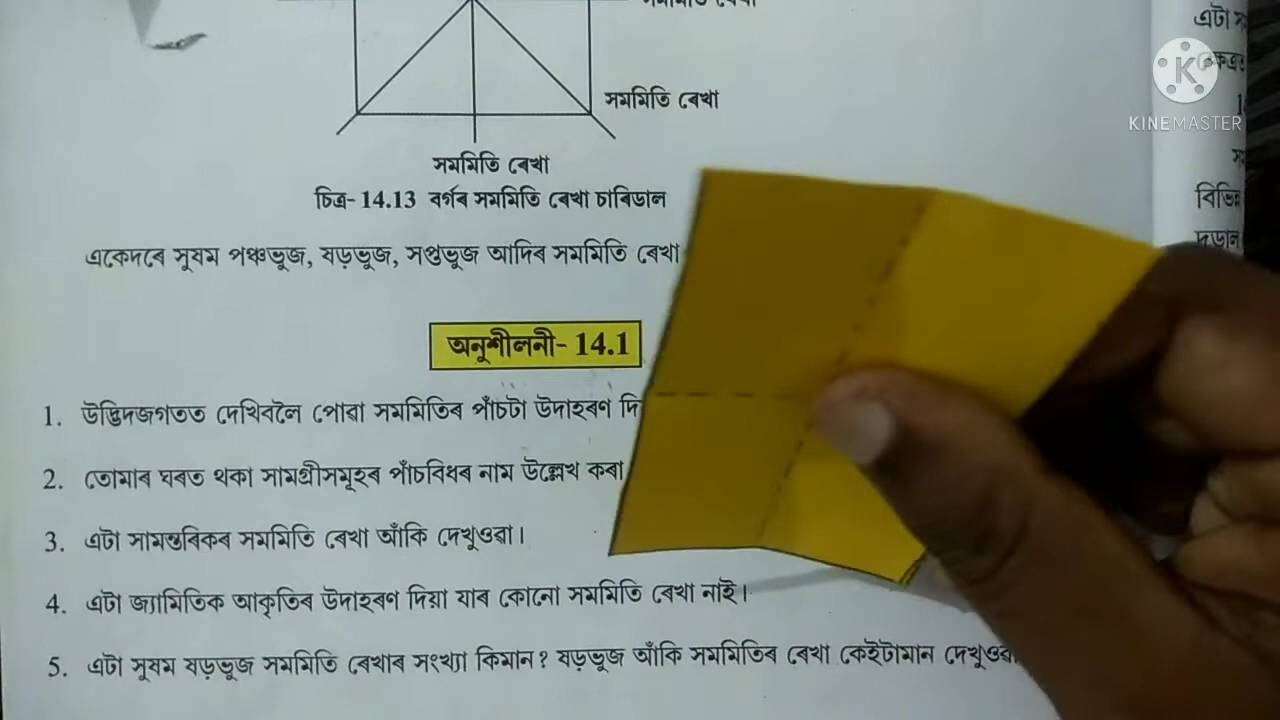 সমমিতি ৰেখা
সমমিতি ৰেখা
চিত্ৰ- 14.13 বৰ্গৰ সমমিতি ৰেখা চাৰিডাল
একেদৰে সুষম পঞ্চভুজ, ষড়ভুজ, সপ্তভুজ আদিৰ সমমিতি ৰেখা
অনুশীলনী- 14.1
1. উদ্ভিদজগতত দেখিবলৈ পোৱা সমমিতিৰ পাঁচটা উদাহৰণ দি
2. তোমাৰ ঘৰত থকা সামগ্ৰীসমূহৰ পাঁচবিধৰ নাম উল্লেখ কৰা
3. এটা সামন্তৰিকৰ সমমিতি ৰেখা আঁকি দেখুওৱা।
4. এটা জ্যামিতিক আকৃতিৰ উদাহৰণ দিয়া যাৰ কোনো সমমিতি ৰেখা নাই।
5. এটা সুষম ষড়ভুজ সমমিতি ৰেখাৰ সংখ্যা কিমান? ষড়ভুজ আঁকি সমমিতিৰ ৰেখা কেইটামান দেখুওৱা
এটা
বিভিন্ন
K
KINEMASTER